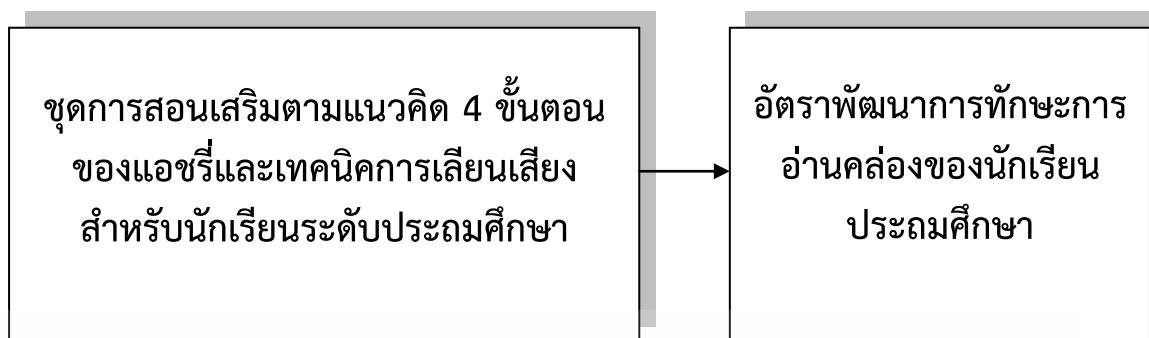 ชุดการสอนเสริมตามแนวคิด 4 ขั้นตอน
ของแอชรี่และเทคนิคการเลียนเสียง
สำหรับนักเรียนระดับประถมศึกษา
อัตราพัฒนาการทักษะการ
อ่านคล่องของนักเรียน
ประถมศึกษา